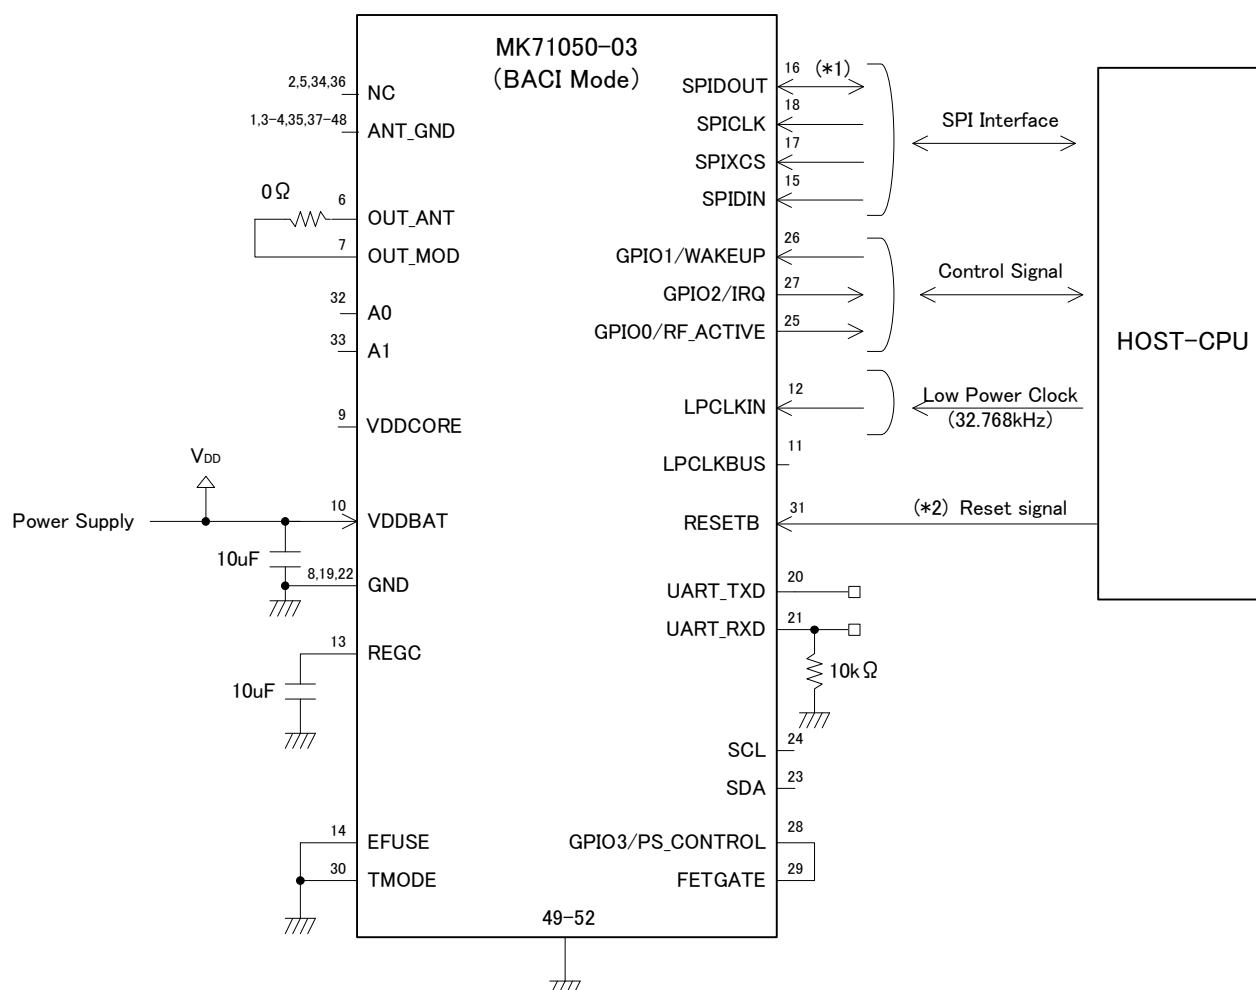 MK71050-03
(BACI Mode)
2,5,34,36
NC
1,3-4,35,37-48
ANT_GND
0Ω
6
OUT_ANT
7
OUT_MOD
32
A0
33
A1
9
VDDCORE
VDD
Power Supply
10
VDDBAT
10uF
8,19,22
GND
13
REGC
10uF
14
EFUSE
30
TMODE
49-52
SPIDOUT
16
(*1)
SPICLK
18
SPIXCS
17
SPIDIN
15
SPI Interface
GPIO1/WAKEUP
26
GPIO2/IRQ
27
GPIO0/RF_ACTIVE
25
Control Signal
LPCLKIN
12
Low Power Clock
(32.768kHz)
LPCLKBUS
11
RESETB
31
(*2) Reset signal
UART_TXD
20
UART_RXD
21
10kΩ
SCL
24
SDA
23
GPIO3/PS_CONTROL
28
FETGATE
29
HOST-CPU